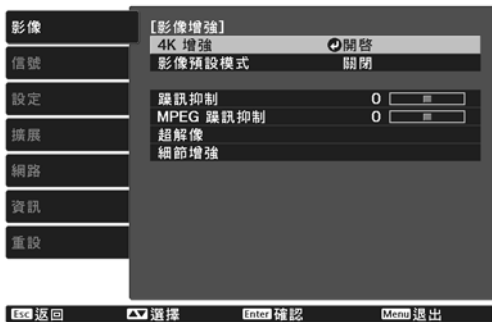 影像
信號
設定
擴展
網路
資訊
重設
[影像增強]
4K 增強 開啓
影像預設模式 關閉
躁訊抑制 0
MPEG 躁訊抑制 0
超解像
細節增強
Esc 返回 選擇 Enter 確認 Menu 退出